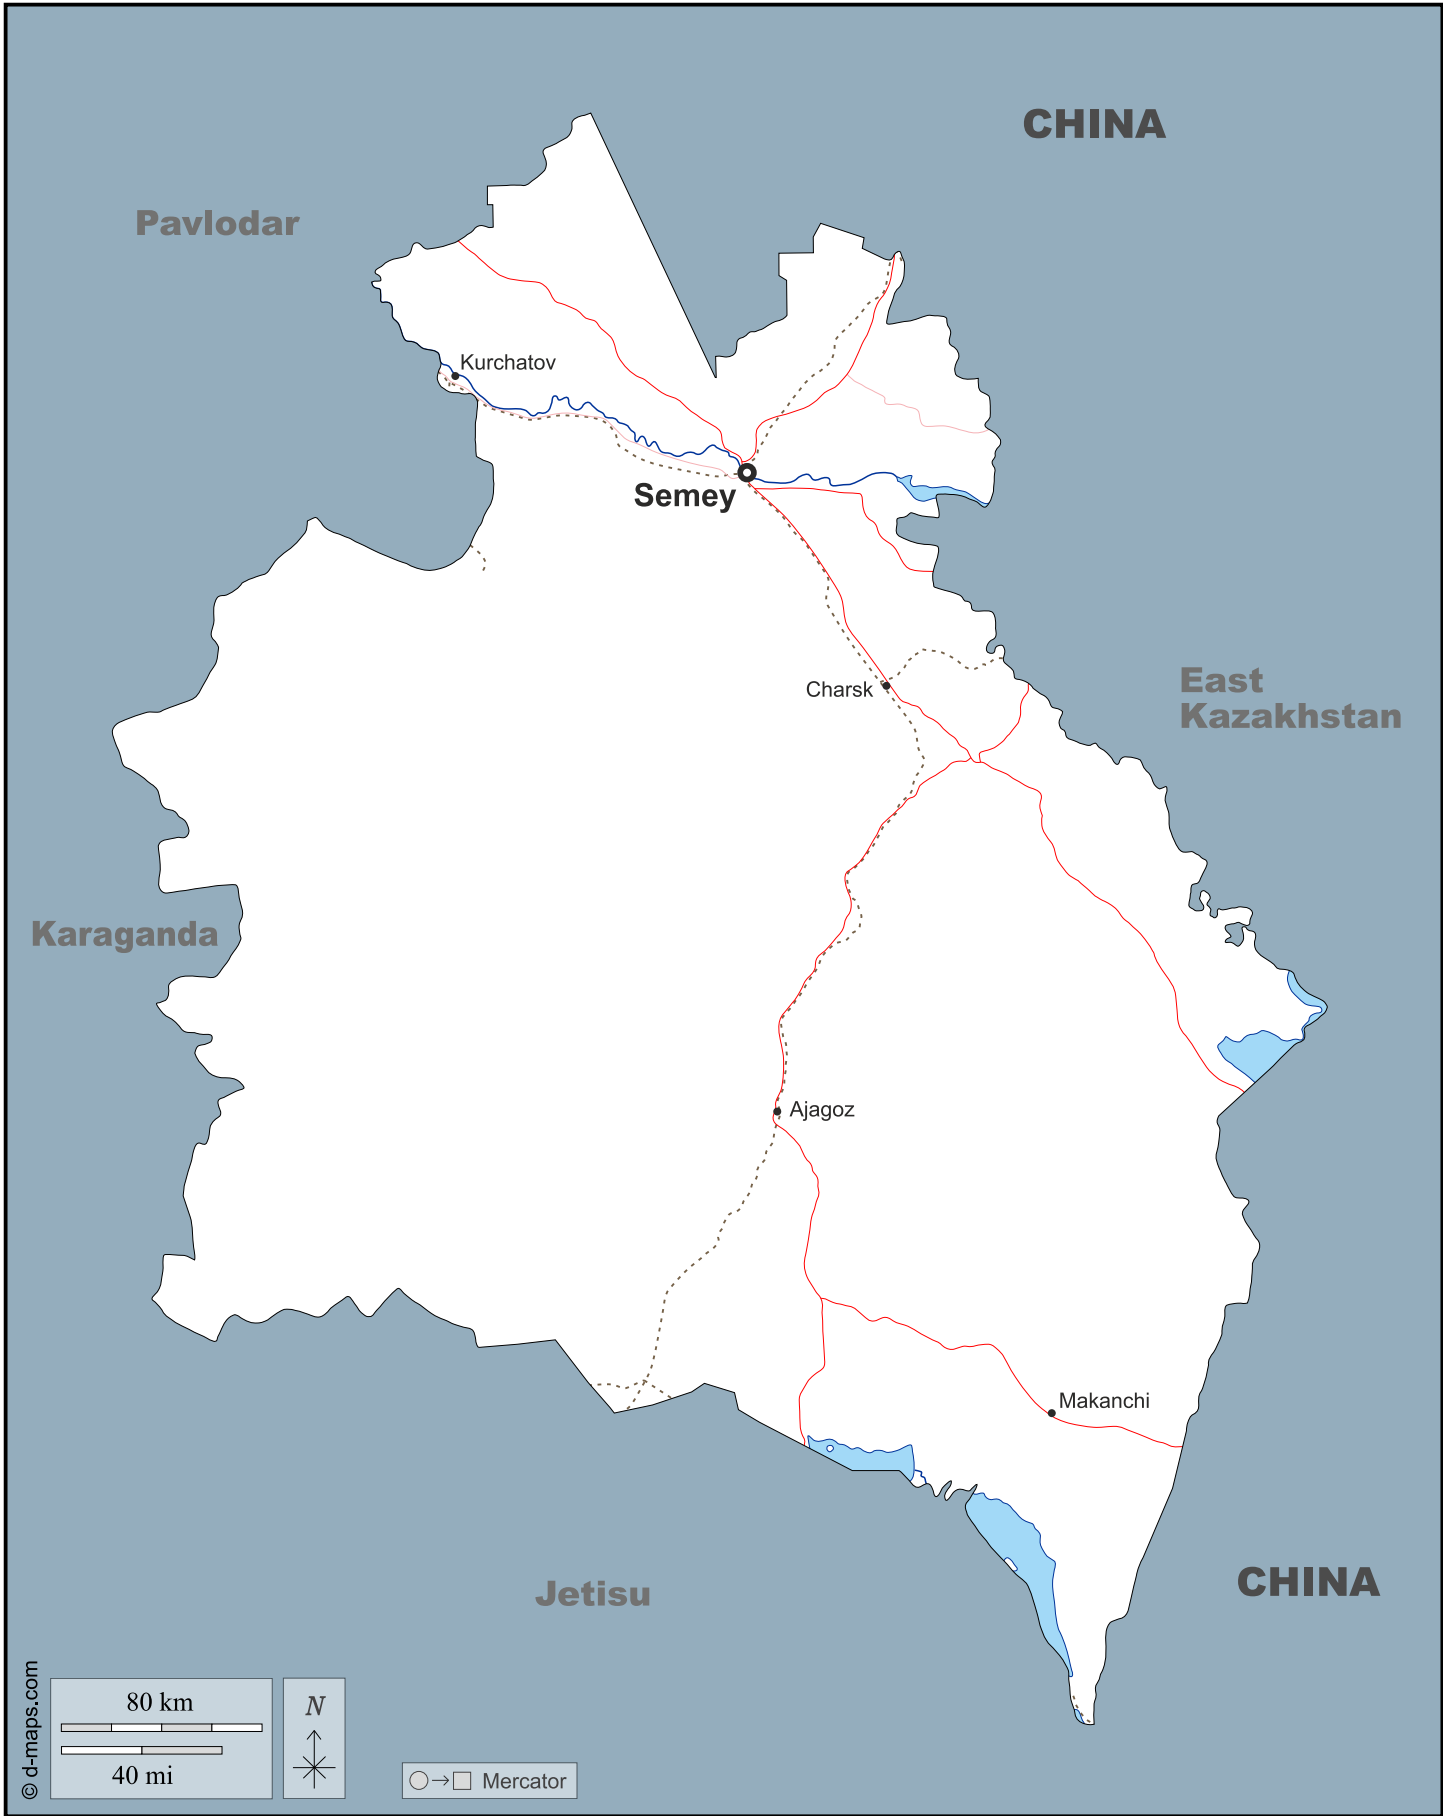 CHINA
Pavlodar
Kurchatov
Semey
East
Kazakhstan
Charsk
Karaganda
Ajagoz
Makanchi
CHINA
Jetisu
© d-maps.com
80 km
40 mi
N
Mercator